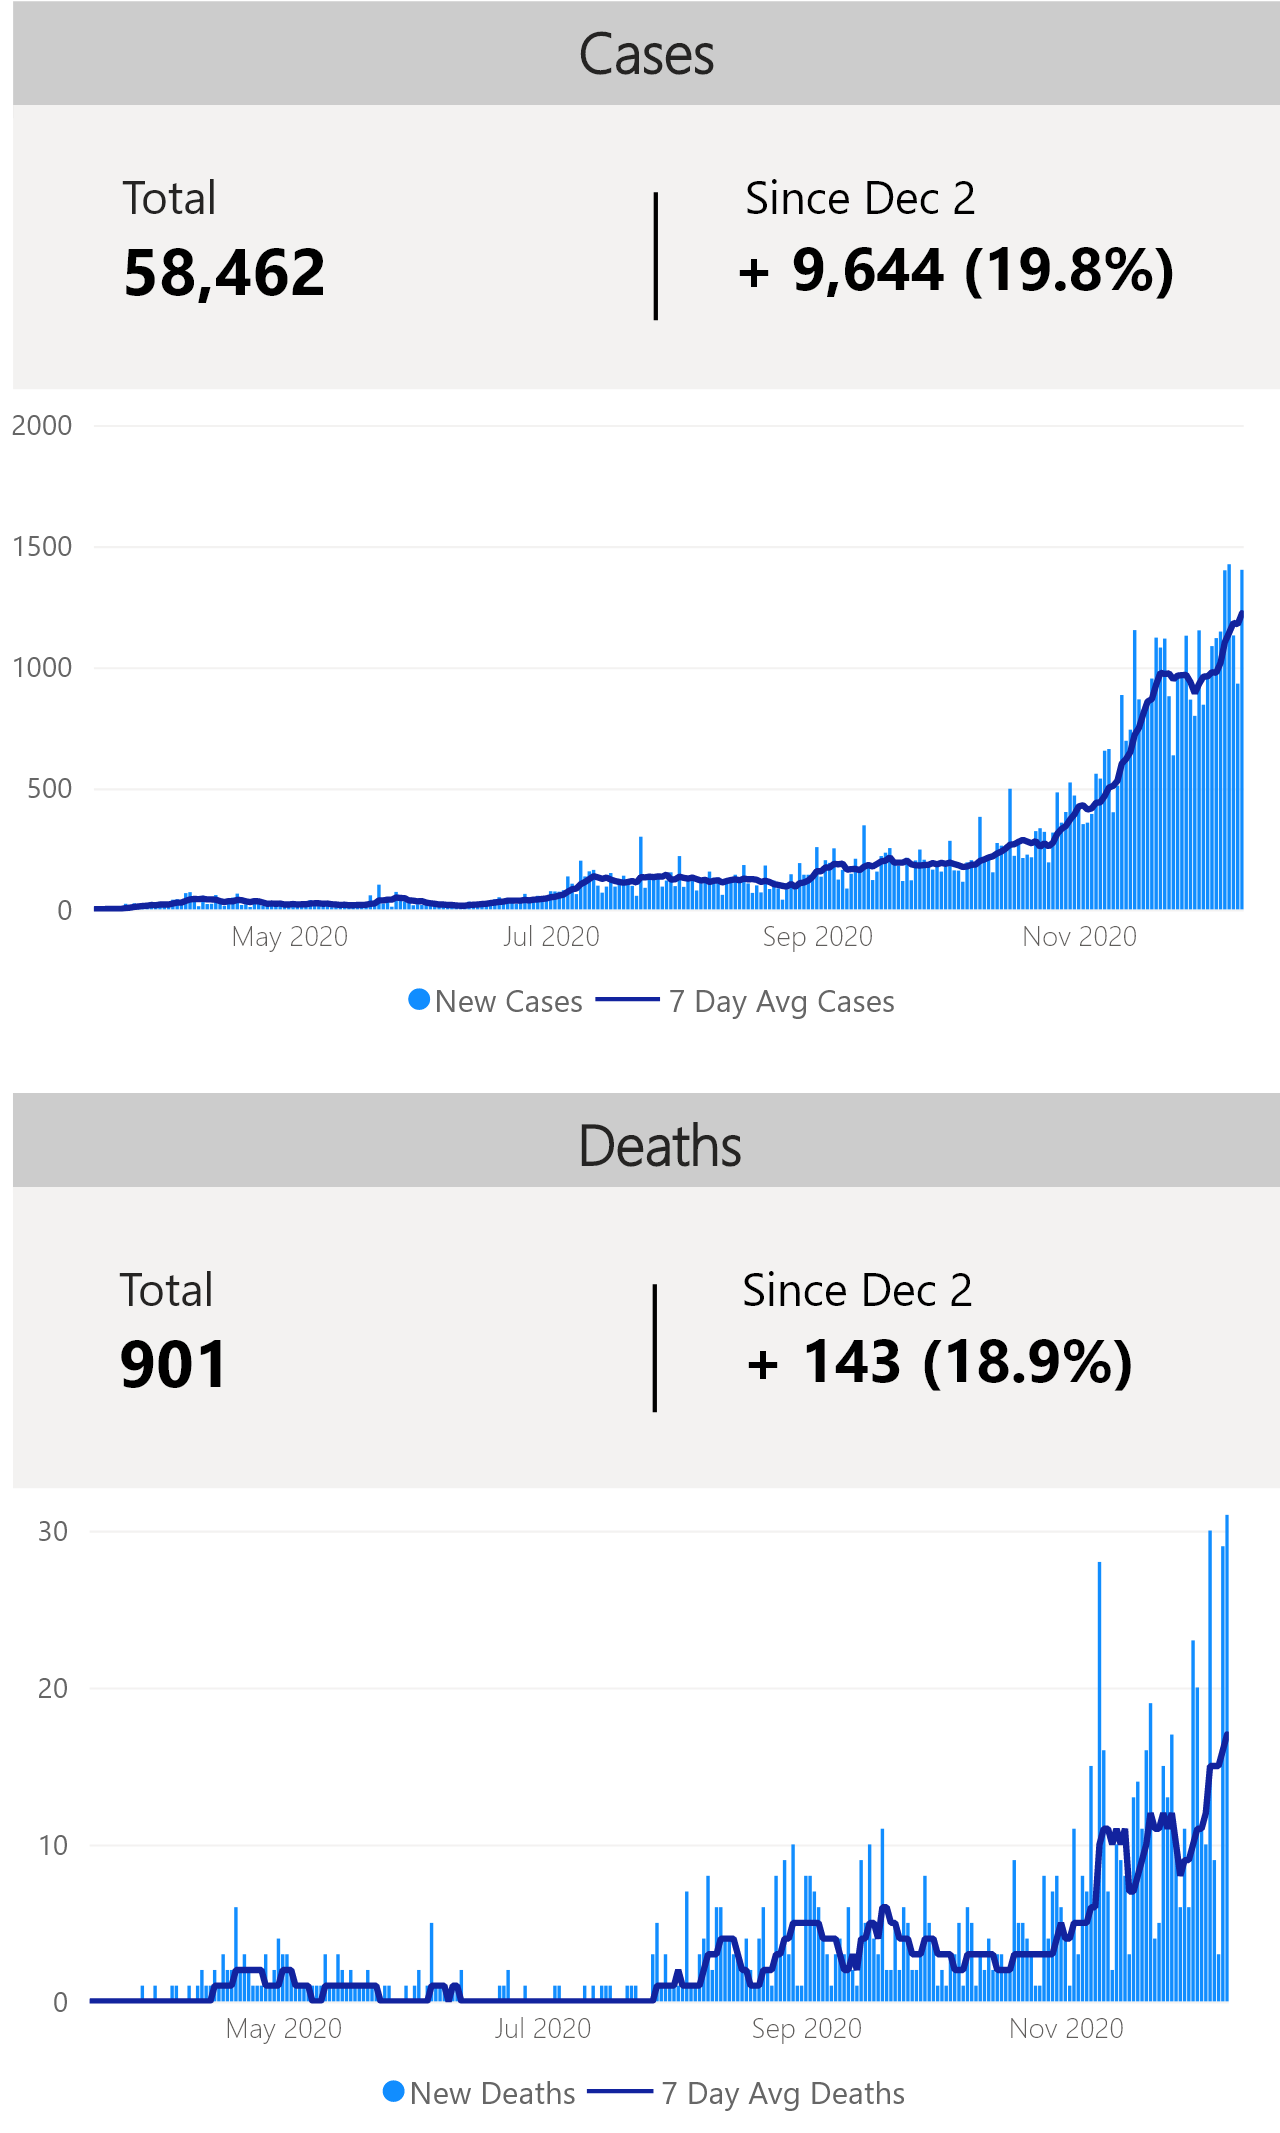 Cases
Total
Since Dec 2
58,462
+ 9,644 (19.8%)
2000
1500
1000
500
0
May 2020
Jul 2020
Sep 2020
Nov 2020
New Cases
7 Day Avg Cases
Deaths
Total
Since Dec 2
901
+ 143 (18.9%)
30
20
10
0
May 2020
Jul 2020
Sep 2020
Nov 2020
New Deaths
7 Day Avg Deaths